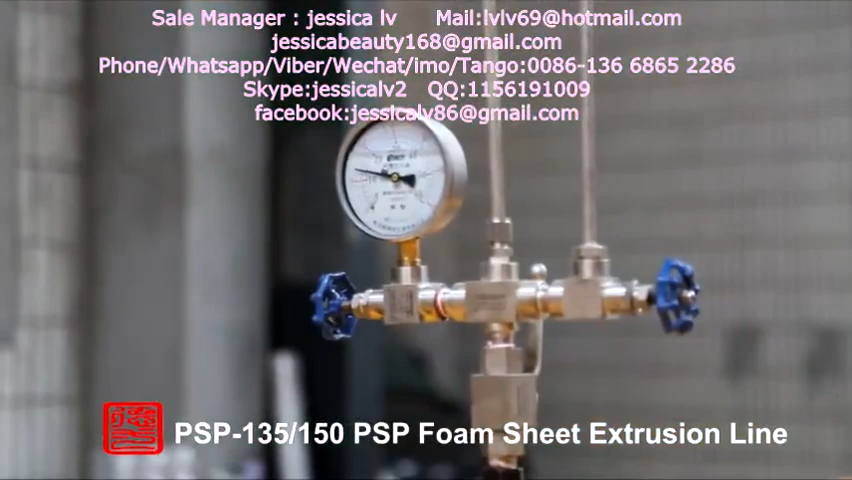 Sale Manager : jessica lv Mail:lvlv69@hotmail.com
jessicabeauty168@gmail.com
Phone/Whatsapp/Viber/Wechat/imo/Tango:0086-136 6865 2286
Skype:jessicalv2 QQ:1156191009
facebook:jessicalv86@gmail.com
PSP-135/150 PSP Foam Sheet Extrusion Line